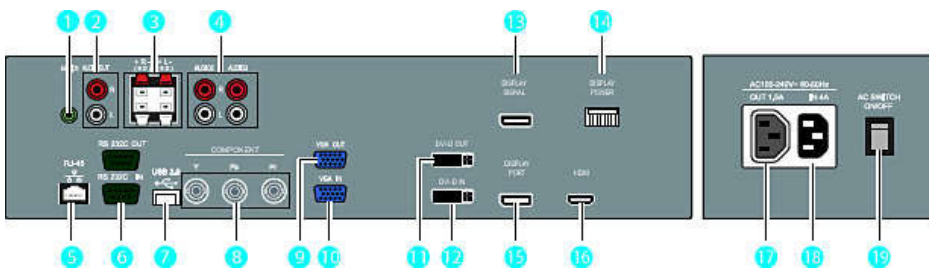 1 2 3 4 13 14
AUDIO OUT
+ R - + L -
AUDIO2
AUDIO1
R
L
R
L
DISPLAY
SIGNAL
DISPLAY
POWER
AC100-240V~ 50-60Hz
OUT 1,5A
IN 4A
AC SWITCH
ON/OFF
RJ-45
RS 232C OUT
RS 232C IN
USB 2.0
COMPONENT
Y
PB
PR
VGA OUT
VGA IN
DVI-D OUT
DVI-D IN
DISPLAY
PORT
HDMI
5 6 7 8 9 10 11 12 15 16 17 18 19